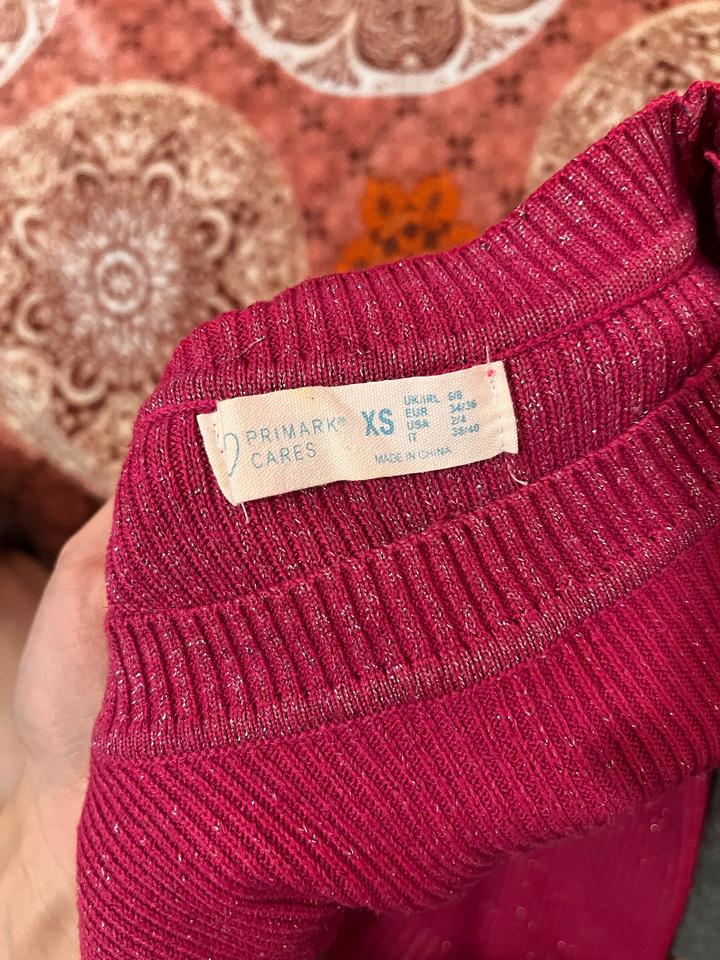 PRIMARK®
CARES
XS
UK/IRL 6/8
EUR 34/36
USA 2/4
IT 38/40
MADE IN CHINA